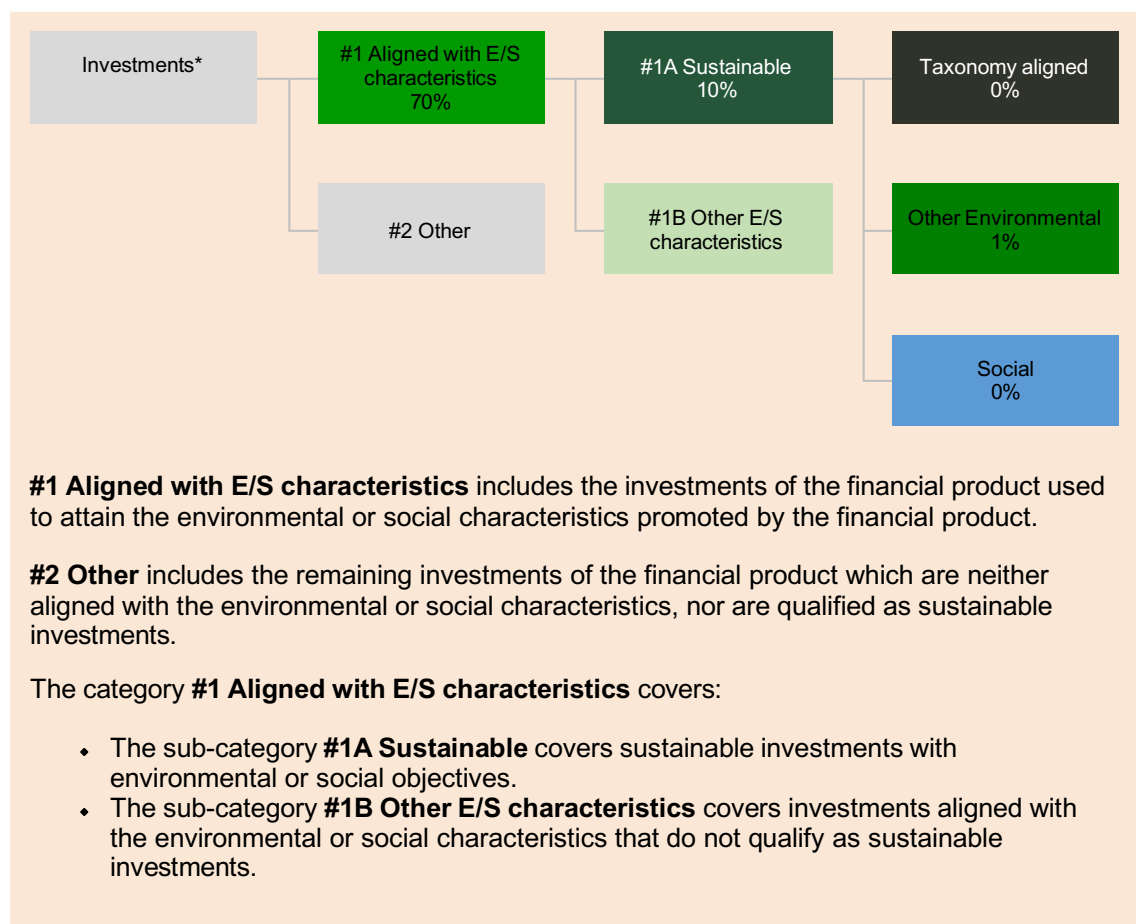 Investments*
#1 Aligned with E/S
characteristics
70%
#1A Sustainable
10%
Taxonomy aligned
0%
#2 Other
#1B Other E/S
characteristics
Other Environmental
1%
Social
0%
#1 Aligned with E/S characteristics includes the investments of the financial product used
to attain the environmental or social characteristics promoted by the financial product.
#2 Other includes the remaining investments of the financial product which are neither
aligned with the environmental or social characteristics, nor are qualified as sustainable
investments.
The category #1 Aligned with E/S characteristics covers:
• The sub-category #1A Sustainable covers sustainable investments with
environmental or social objectives.
• The sub-category #1B Other E/S characteristics covers investments aligned with
the environmental or social characteristics that do not qualify as sustainable
investments.